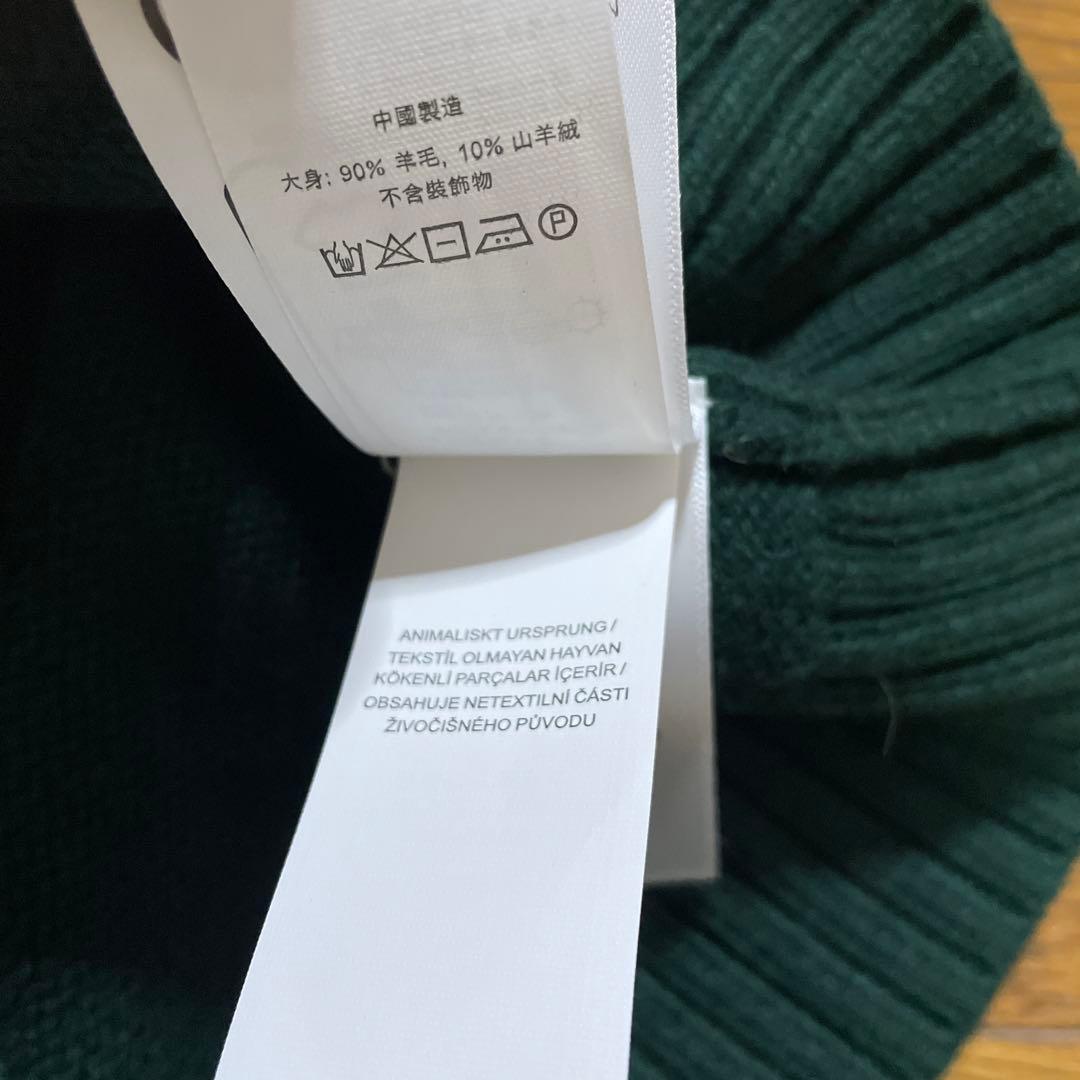 中國製造
大身: 90% 羊毛, 10% 山羊絨
不含裝飾物
P
ANIMALISKT URSPRUNG /
TEKSTİL OLMAYAN HAYVAN
KÖKENLİ PARÇALAR İÇERİR /
OBSAHUJE NETEXTILNÍ ČÁSTI
ŽIVOČIŠNÉHO PŮVODU